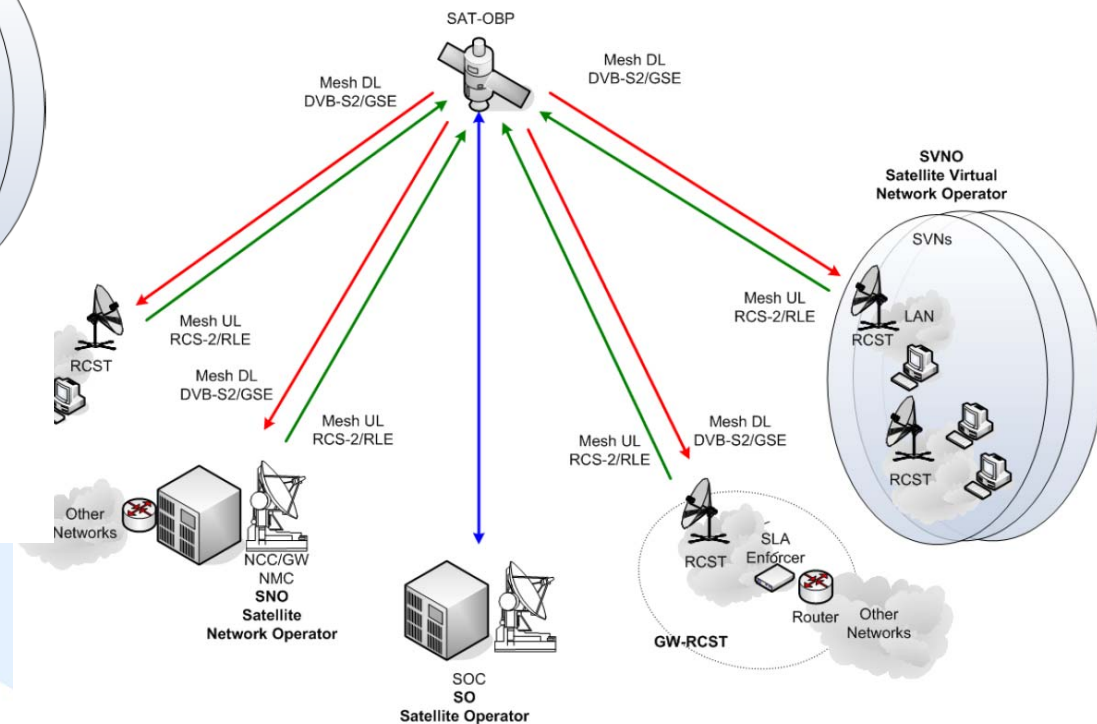 SAT-OBP
Mesh DL
DVB-S2/GSE
Mesh DL
DVB-S2/GSE
SVNO
Satellite Virtual
Network Operator
SVNs
LAN
RCST
RCST
Mesh UL
RCS-2/RLE
RCST
Mesh UL
RCS-2/RLE
Mesh DL
DVB-S2/GSE
Mesh UL
RCS-2/RLE
Mesh DL
DVB-S2/GSE
Mesh UL
RCS-2/RLE
Other
Networks
NCC/GW
NMC
SNO
Satellite
Network Operator
SOC
SO
Satellite Operator
RCST
SLA
Enforcer
Router
Other
Networks
GW-RCST